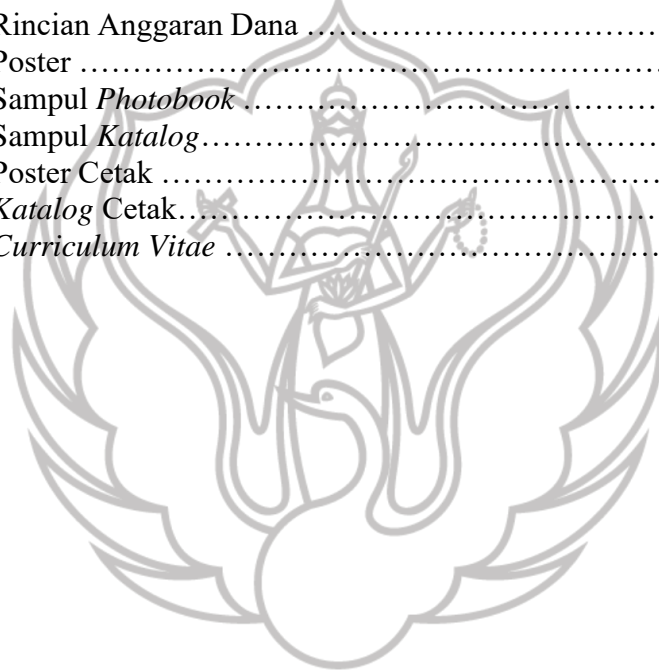 Rincian Anggaran Dana ……………………………
Poster ………………………………………………
Sampul Photobook …………………………………
Sampul Katalog……………………………………
Poster Cetak ………………………………………
Katalog Cetak………………………………………
Curriculum Vitae …………………………………